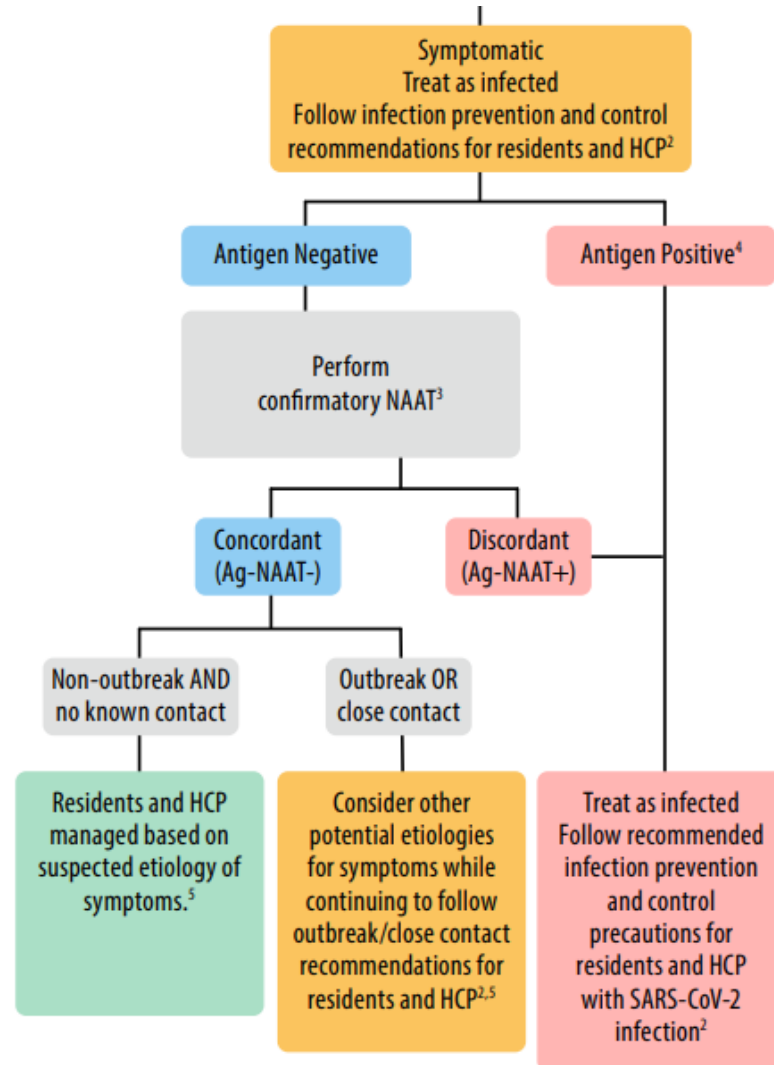 Symptomatic
Treat as infected
Follow infection prevention and control
recommendations for residents and HCP²
Antigen Negative
Antigen Positive⁴
Perform
confirmatory NAAT³
Concordant
(Ag-NAAT-)
Discordant
(Ag-NAAT+)
Non-outbreak AND
no known contact
Outbreak OR
close contact
Residents and HCP
managed based on
suspected etiology of
symptoms.⁵
Consider other
potential etiologies
for symptoms while
continuing to follow
outbreak/close contact
recommendations for
residents and HCP²,⁵
Treat as infected
Follow recommended
infection prevention
and control
precautions for
residents and HCP
with SARS-CoV-2
infection²